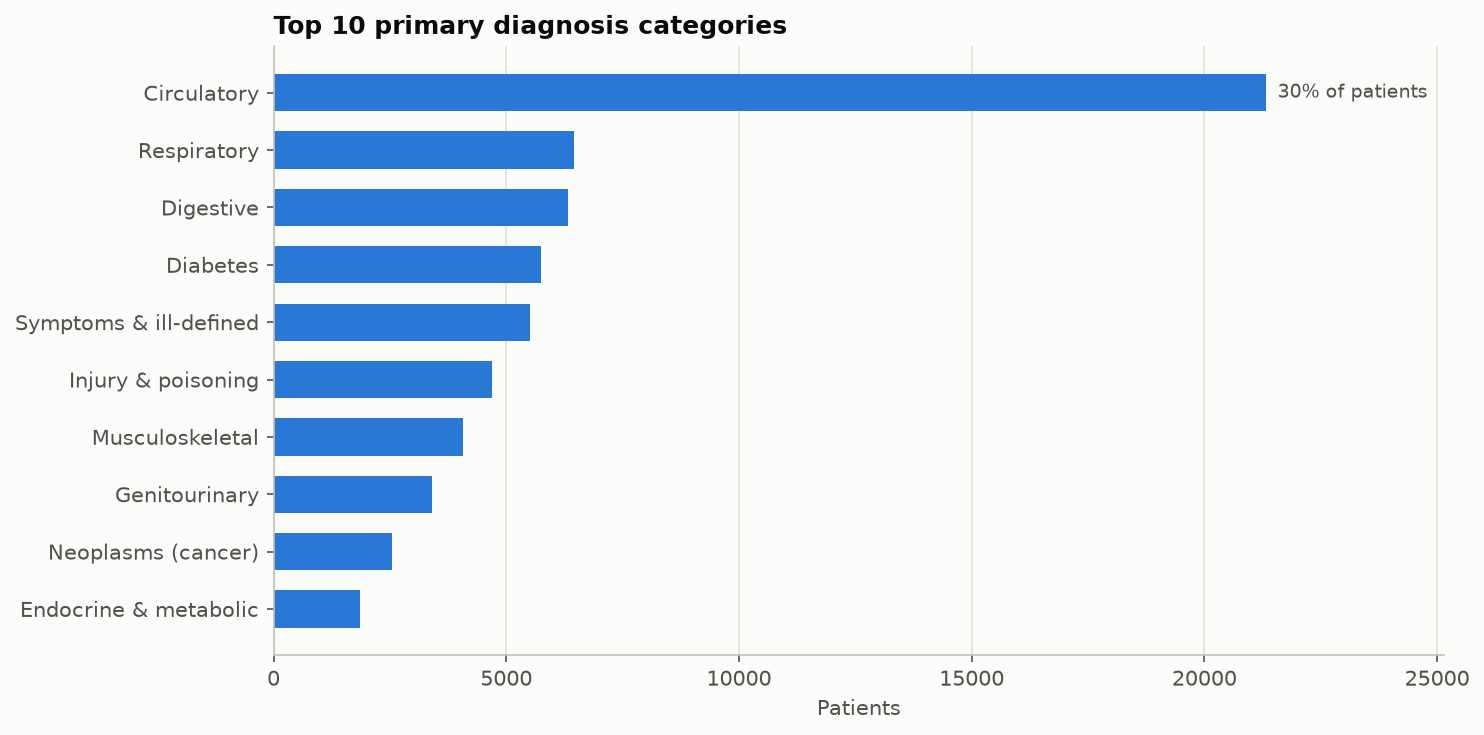 Top 10 primary diagnosis categories
Circulatory
30% of patients
Respiratory
Digestive
Diabetes
Symptoms & ill-defined
Injury & poisoning
Musculoskeletal
Genitourinary
Neoplasms (cancer)
Endocrine & metabolic
0 5000 10000 15000 20000 25000
Patients